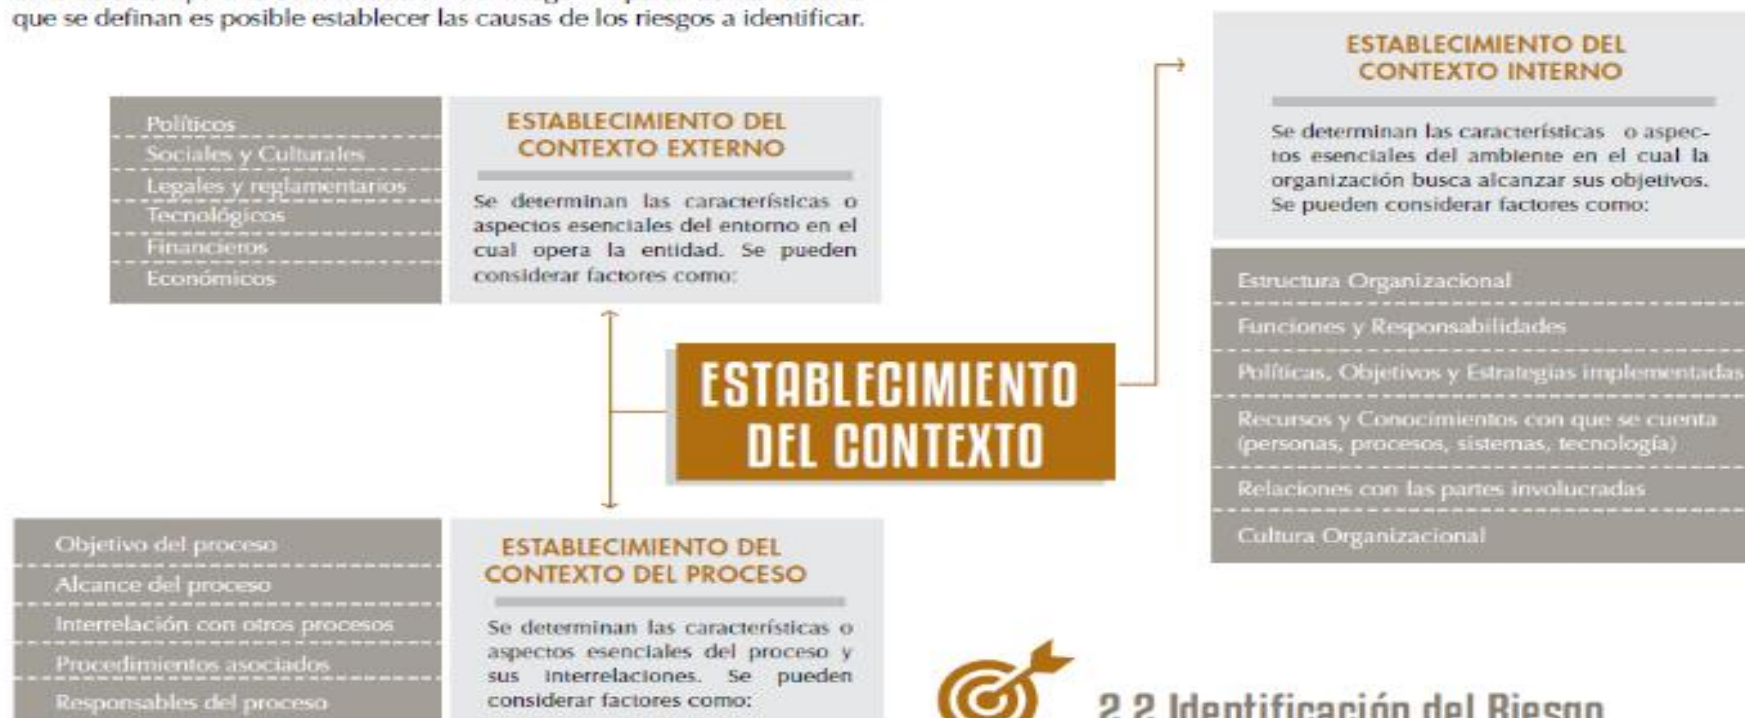 que se definan es posible establecer las causas de los riesgos a identificar.
Políticos
Sociales y Culturales
Legales y reglamentarios
Tecnológicos
Financieros
Económicos
ESTABLECIMIENTO DEL
CONTEXTO EXTERNO
Se determinan las características o
aspectos esenciales del entorno en el
cual opera la entidad. Se pueden
considerar factores como:
ESTABLECIMIENTO
DEL CONTEXTO
ESTABLECIMIENTO DEL
CONTEXTO INTERNO
Se determinan las características o aspec-
tos esenciales del ambiente en el cual la
organización busca alcanzar sus objetivos.
Se pueden considerar factores como:
Estructura Organizacional
Funciones y Responsabilidades
Políticas, Objetivos y Estrategias implementadas
Recursos y Conocimientos con que se cuenta
(personas, procesos, sistemas, tecnología)
Relaciones con las partes involucradas
Cultura Organizacional
Objetivo del proceso
Alcance del proceso
Interrelación con otros procesos
Procedimientos asociados
Responsables del proceso
ESTABLECIMIENTO DEL
CONTEXTO DEL PROCESO
Se determinan las características o
aspectos esenciales del proceso y
sus interrelaciones. Se pueden
considerar factores como:
2.2 Identificación del Riesgo